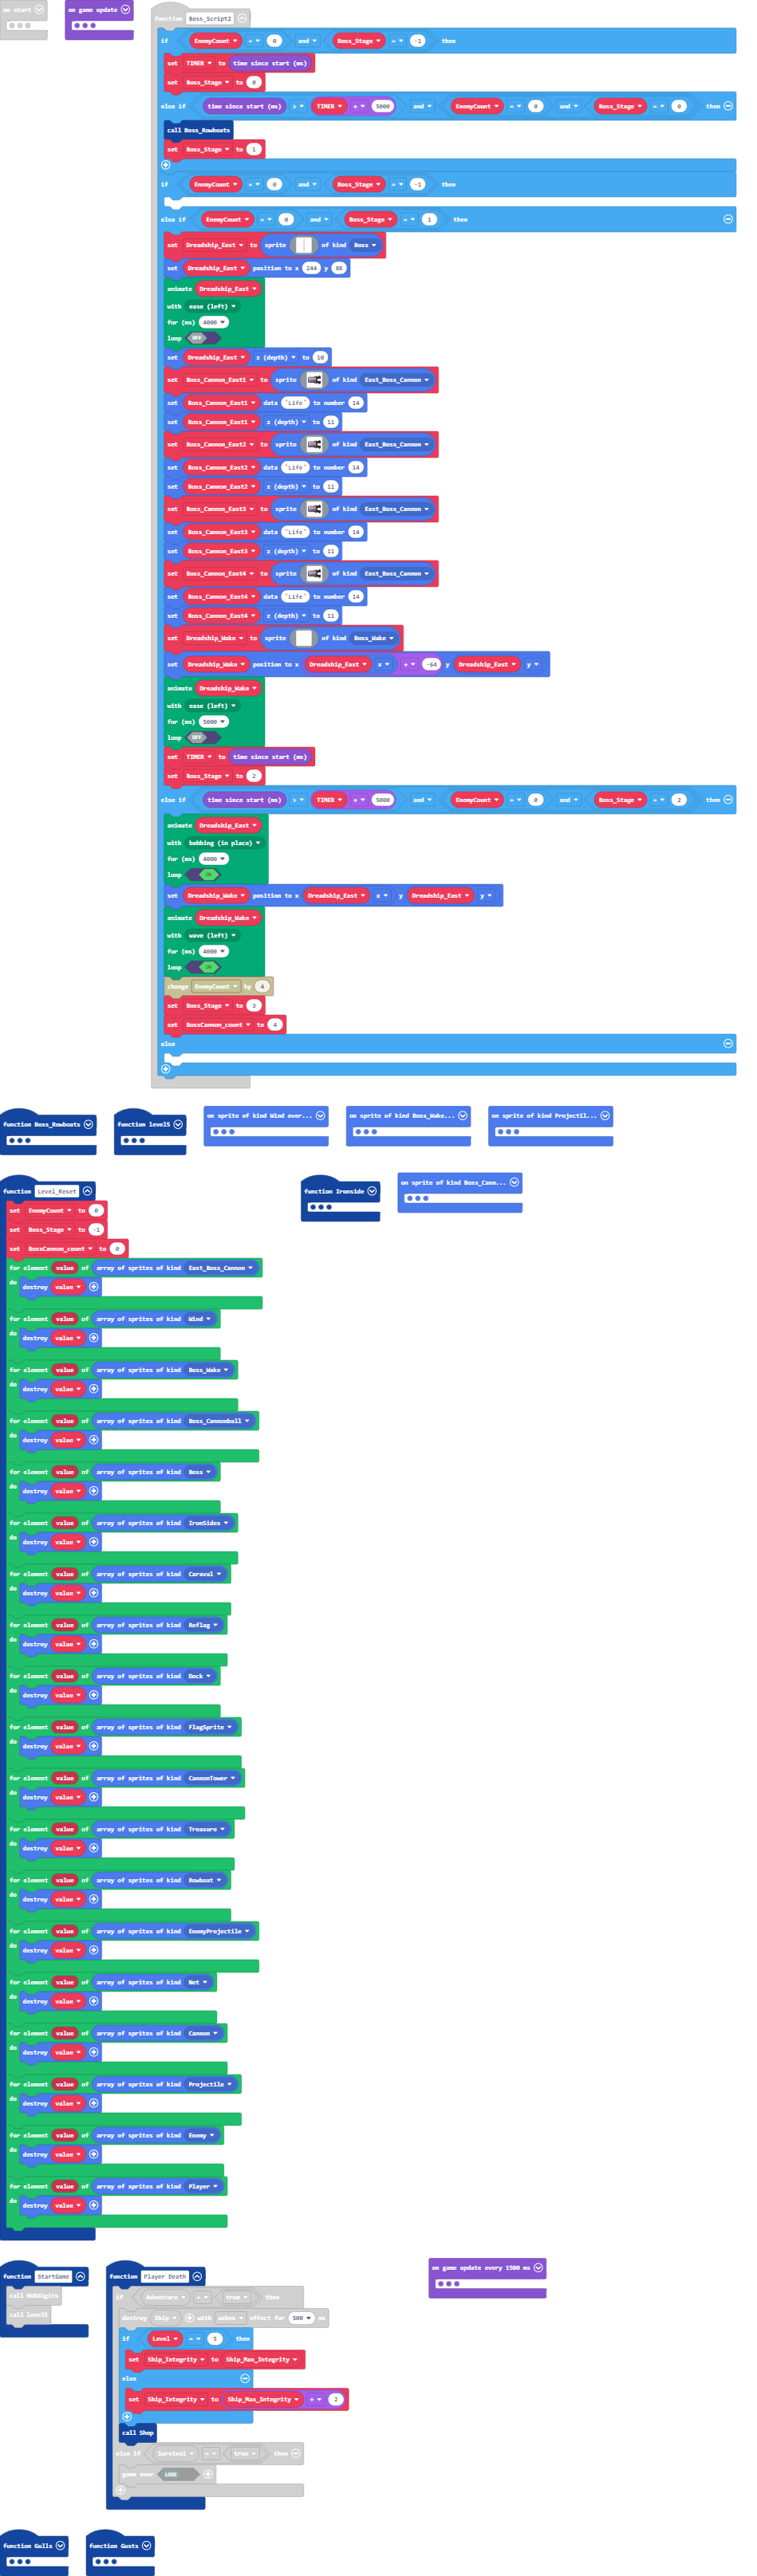 on start
on game update
function Boss_Script2
if EnemyCount = 0 and Boss_Stage = -1 then
set TIMER to time since start (ms)
set Boss_Stage to 0
else if time since start (ms) > TIMER + 5000 and EnemyCount = 0 and Boss_Stage = 0 then
call Boss_Rowboats
set Boss_Stage to 1
if EnemyCount = 0 and Boss_Stage = -1 then
else if EnemyCount = 0 and Boss_Stage = 1 then
set Dreadship_East to sprite of kind Boss
set Dreadship_East position to x 244 y 88
animate Dreadship_East
with ease (left)
for (ms) 4000
loop OFF
set Dreadship_East z (depth) to 10
set Boss_Cannon_East1 to sprite of kind East_Boss_Cannon
set Boss_Cannon_East1 data "Life" to number 14
set Boss_Cannon_East1 z (depth) to 11
set Boss_Cannon_East2 to sprite of kind East_Boss_Cannon
set Boss_Cannon_East2 data "Life" to number 14
set Boss_Cannon_East2 z (depth) to 11
set Boss_Cannon_East3 to sprite of kind East_Boss_Cannon
set Boss_Cannon_East3 data "Life" to number 14
set Boss_Cannon_East3 z (depth) to 11
set Boss_Cannon_East4 to sprite of kind East_Boss_Cannon
set Boss_Cannon_East4 data "Life" to number 14
set Boss_Cannon_East4 z (depth) to 11
set Dreadship_Wake to sprite of kind Boss_Wake
set Dreadship_Wake position to x Dreadship_East x + -64 y Dreadship_East y
animate Dreadship_Wake
with ease (left)
for (ms) 5000
loop OFF
set TIMER to time since start (ms)
set Boss_Stage to 2
else if time since start (ms) > TIMER + 5000 and EnemyCount = 0 and Boss_Stage = 2 then
animate Dreadship_East
with bobbing (in place)
for (ms) 4000
loop ON
set Dreadship_Wake position to x Dreadship_East x y Dreadship_East y
animate Dreadship_Wake
with wave (left)
for (ms) 4000
loop ON
change EnemyCount by 4
set Boss_Stage to 3
set BossCannon_count to 4
else
function Boss_Rowboats
function level5
on sprite of kind Wind over...
on sprite of kind Boss_Wake...
on sprite of kind Projectil...
function Level_Reset
function Ironside
on sprite of kind Boss_Cann...
set EnemyCount to 0
set Boss_Stage to -1
set BossCannon_count to 0
for element value of array of sprites of kind East_Boss_Cannon
do destroy value
for element value of array of sprites of kind Wind
do destroy value
for element value of array of sprites of kind Boss_Wake
do destroy value
for element value of array of sprites of kind Boss_Cannonball
do destroy value
for element value of array of sprites of kind Boss
do destroy value
for element value of array of sprites of kind IronSides
do destroy value
for element value of array of sprites of kind Caraval
do destroy value
for element value of array of sprites of kind Reflag
do destroy value
for element value of array of sprites of kind Dock
do destroy value
for element value of array of sprites of kind FlagSprite
do destroy value
for element value of array of sprites of kind CannonTower
do destroy value
for element value of array of sprites of kind Treasure
do destroy value
for element value of array of sprites of kind Rowboat
do destroy value
for element value of array of sprites of kind EnemyProjectile
do destroy value
for element value of array of sprites of kind Net
do destroy value
for element value of array of sprites of kind Cannon
do destroy value
for element value of array of sprites of kind Projectile
do destroy value
for element value of array of sprites of kind Enemy
do destroy value
for element value of array of sprites of kind Player
do destroy value
function StartGame
call HUDdigits
call level5
function Player Death
on game update every 1500 ms
if Adventure = true then
destroy Ship with ashes effect for 500 ms
if Level = 5 then
set Ship_Integrity to Ship_Max_Integrity
else
set Ship_Integrity to Ship_Max_Integrity ÷ 2
call Shop
else if Survival = true then
game over LOSE
function Gulls
function Gusts